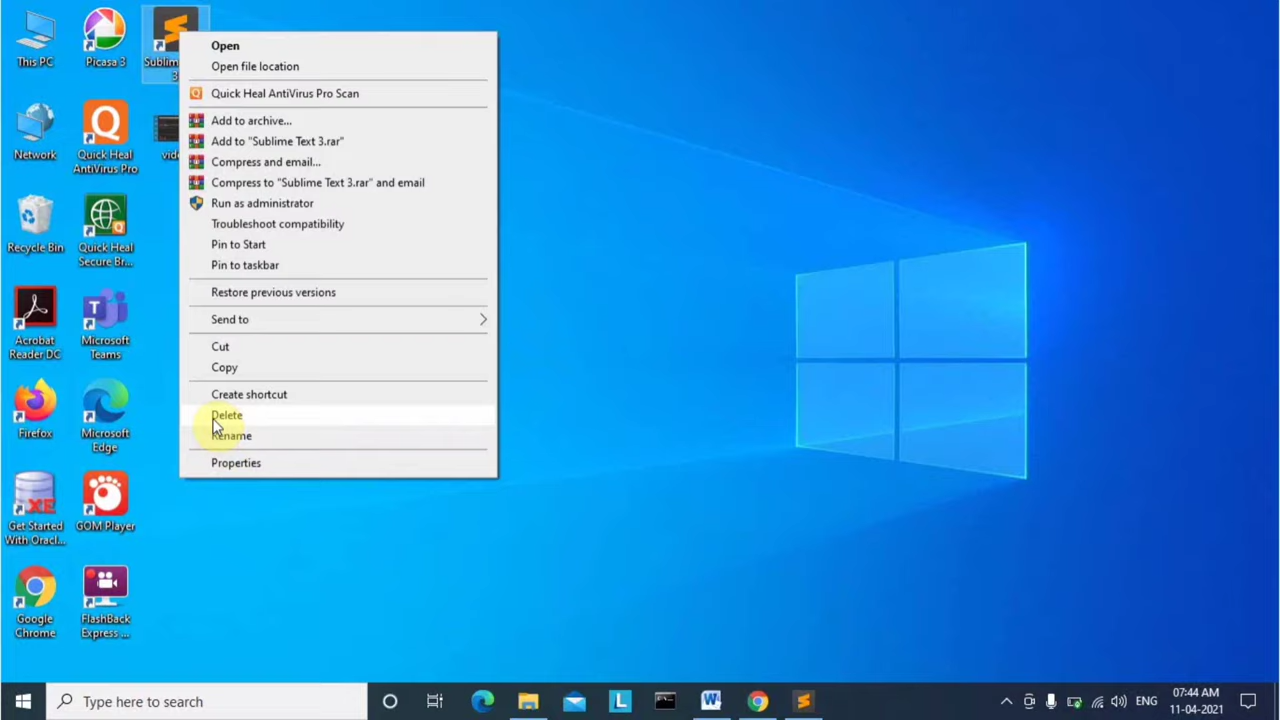 This PC
Picasa 3
Sublim
3
Open
Open file location
Quick Heal AntiVirus Pro Scan
Add to archive...
Add to "Sublime Text 3.rar"
Compress and email...
Compress to "Sublime Text 3.rar" and email
Run as administrator
Troubleshoot compatibility
Pin to Start
Pin to taskbar
Restore previous versions
Send to
Cut
Copy
Create shortcut
Delete
Rename
Properties
Network
Quick Heal
AntiVirus Pro
vide
Recycle Bin
Quick Heal
Secure Br...
Acrobat
Reader DC
Microsoft
Teams
Firefox
Microsoft
Edge
Get Started
With Oracl...
GOM Player
Google
Chrome
FlashBack
Express ...
Type here to search
ENG
07:44 AM
11-04-2021